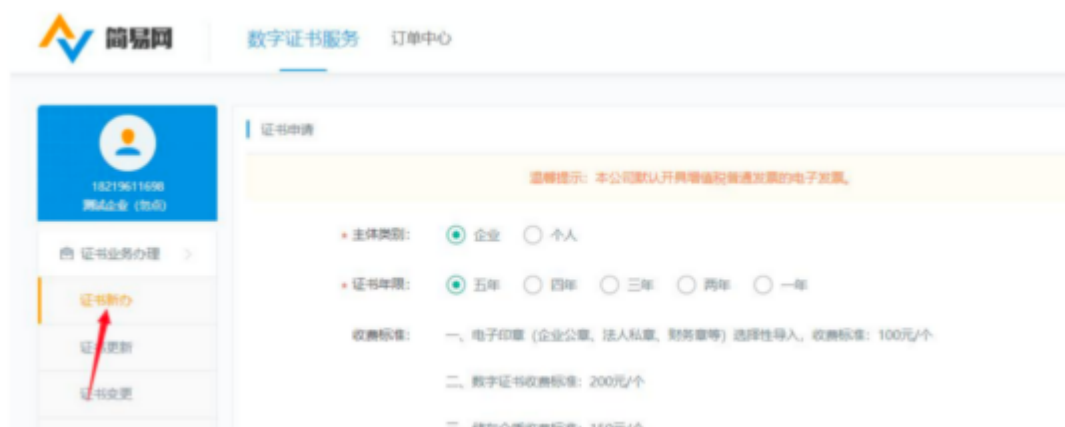 简易网
数字证书服务 订单中心
18219611698
测试企业（勿动）
证书申请
温馨提示：本公司默认开具增值税普通发票的电子发票。
* 主体类别： 企业 个人
证书业务办理 >
* 证书年限： 五年 四年 三年 两年 一年
证书新办
收费标准： 一、电子印章（企业公章、法人私章、财务章等）选择性导入，收费标准：100元/个
证书更新
二、数字证书收费标准：200元/个
证书变更